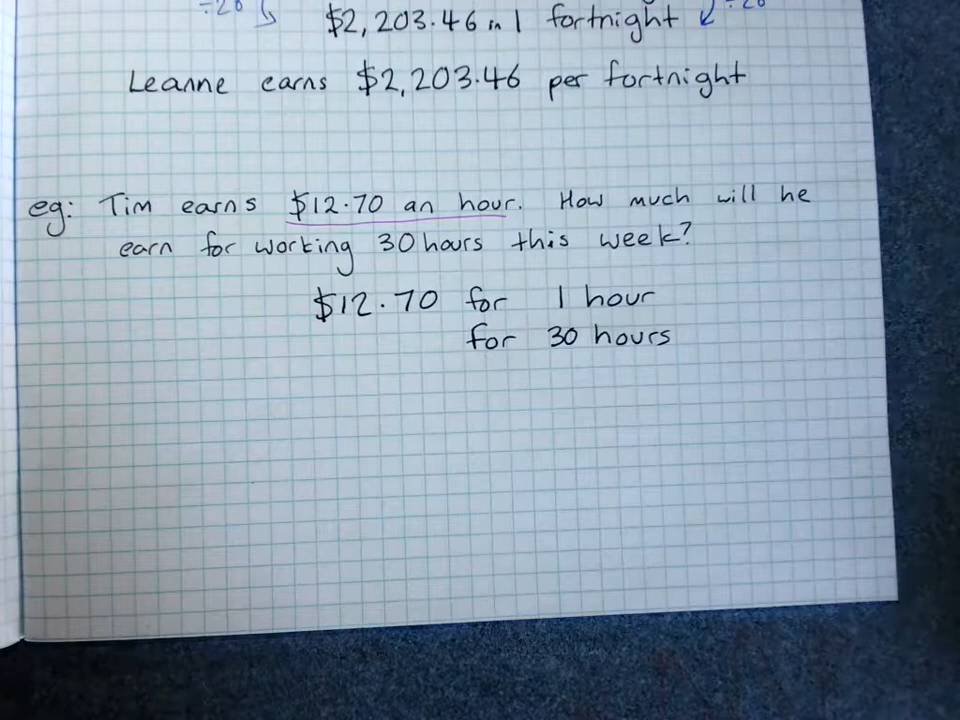 ÷26 ÷26
$2,203.46 in 1 fortnight
Leanne earns $2,203.46 per fortnight
eg: Tim earns $12.70 an hour. How much will he
earn for working 30 hours this week?
$12.70 for 1 hour
for 30 hours